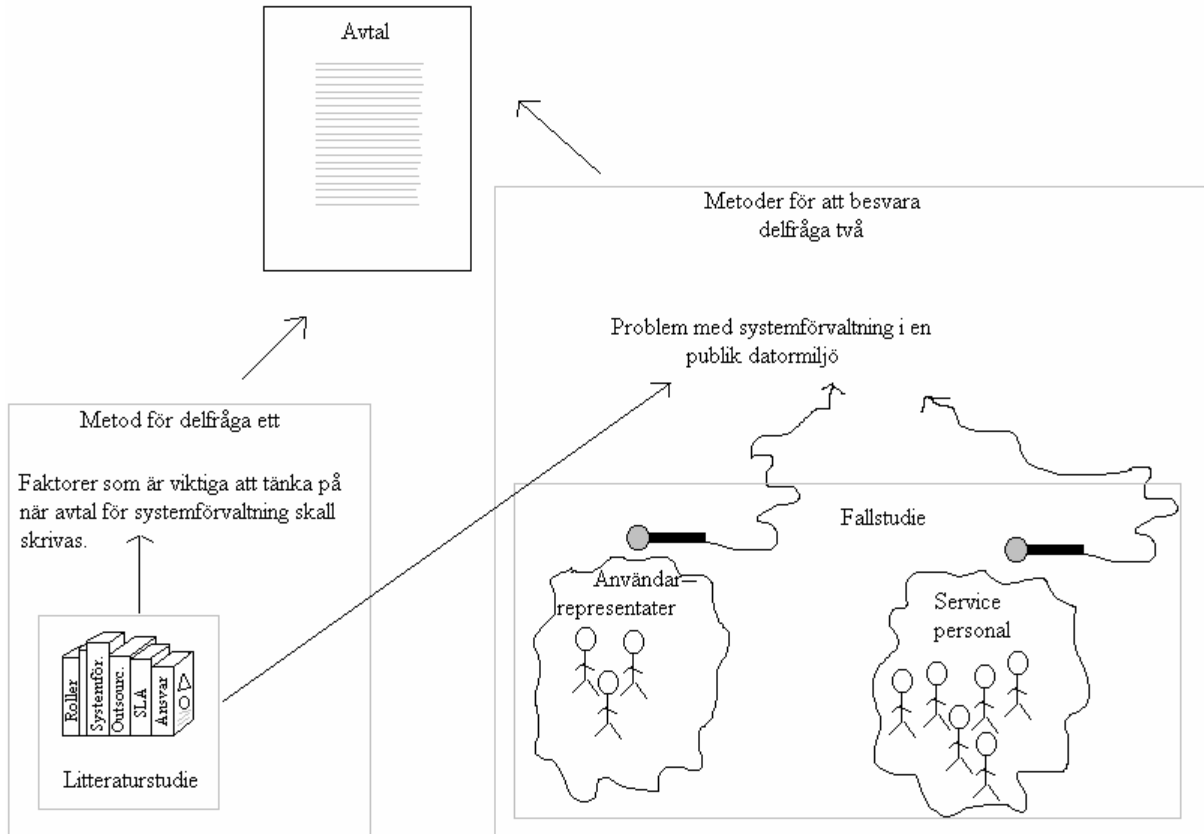 Avtal
Metoder för att besvara
delfråga två
Problem med systemförvaltning i en
publik datormiljö
Metod för delfråga ett
Faktorer som är viktiga att tänka på
när avtal för systemförvaltning skall
skrivas.
Fallstudie
Användar—
representater
Service
personal
Roller
Systemför.
Outsourc.
SLA
Ansvar
Litteraturstudie